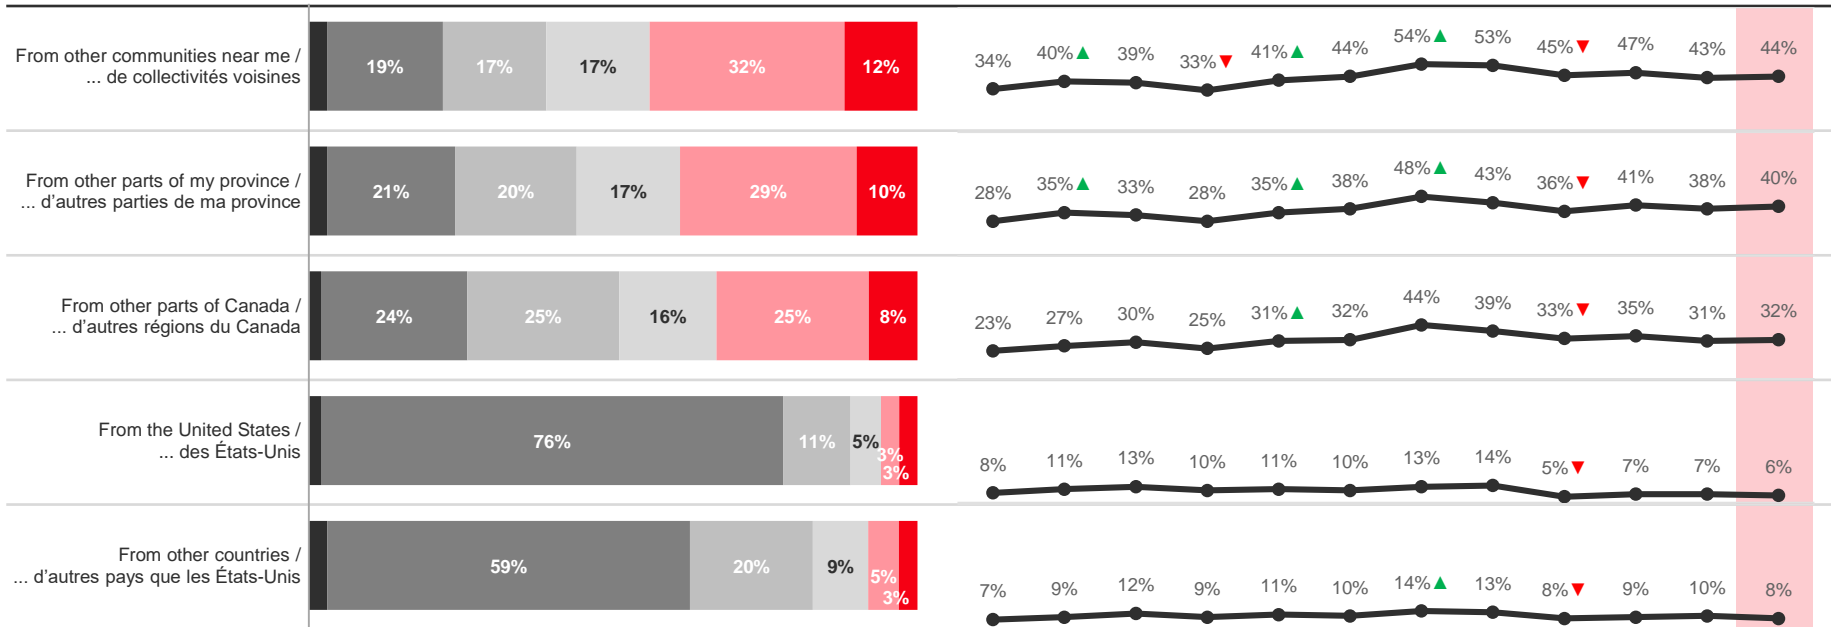 From other communities near me /
... de collectivités voisines
19% 17% 17% 32% 12%
34% 40%▲ 39% 33%▼ 41%▲ 44% 54%▲ 53% 45%▼ 47% 43% 44%
From other parts of my province /
... d'autres parties de ma province
21% 20% 17% 29% 10%
28% 35%▲ 33% 28% 35%▲ 38% 48%▲ 43% 36%▼ 41% 38% 40%
From other parts of Canada /
... d'autres régions du Canada
24% 25% 16% 25% 8%
23% 27% 30% 25% 31%▲ 32% 44% 39% 33%▼ 35% 31% 32%
From the United States /
... des États-Unis
76% 11% 5% 3% 3%
8% 11% 13% 10% 11% 10% 13% 14% 5%▼ 7% 7% 6%
From other countries /
... d'autres pays que les États-Unis
59% 20% 9% 5% 3%
7% 9% 12% 9% 11% 10% 14%▲ 13% 8%▼ 9% 10% 8%